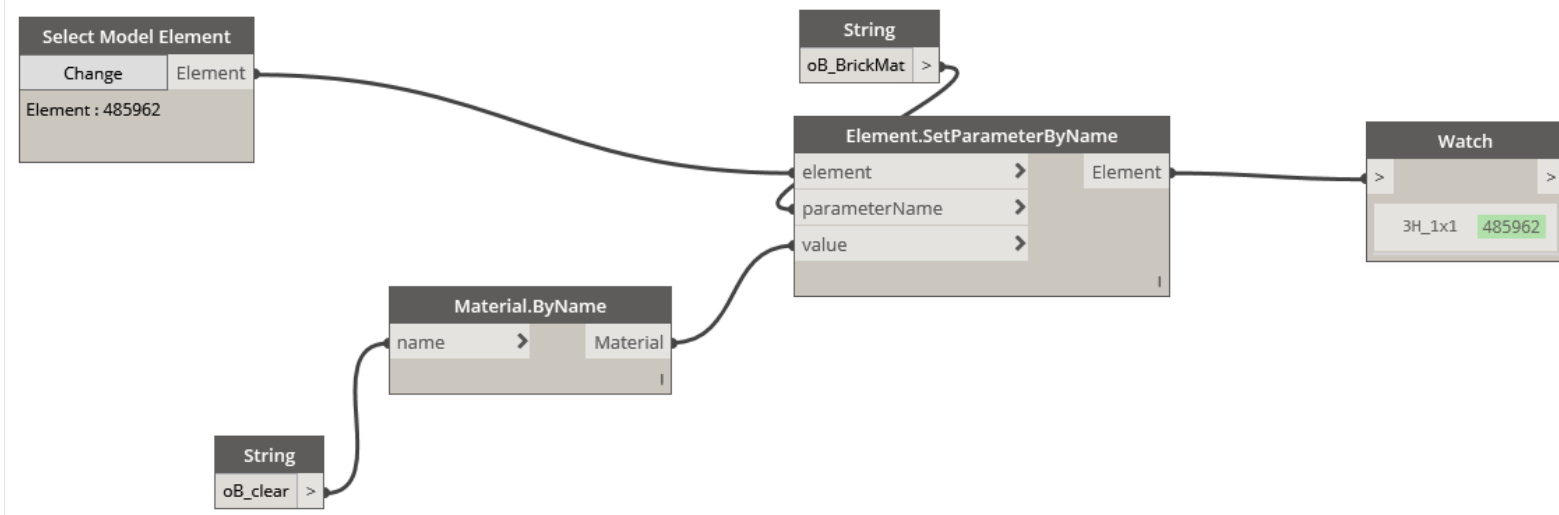 Select Model Element
Change Element
Element : 485962
String
oB_BrickMat >
Element.SetParameterByName
element > Element
parameterName >
value >
l
Watch
> >
3H_1x1 485962
Material.ByName
name > Material
l
String
oB_clear >